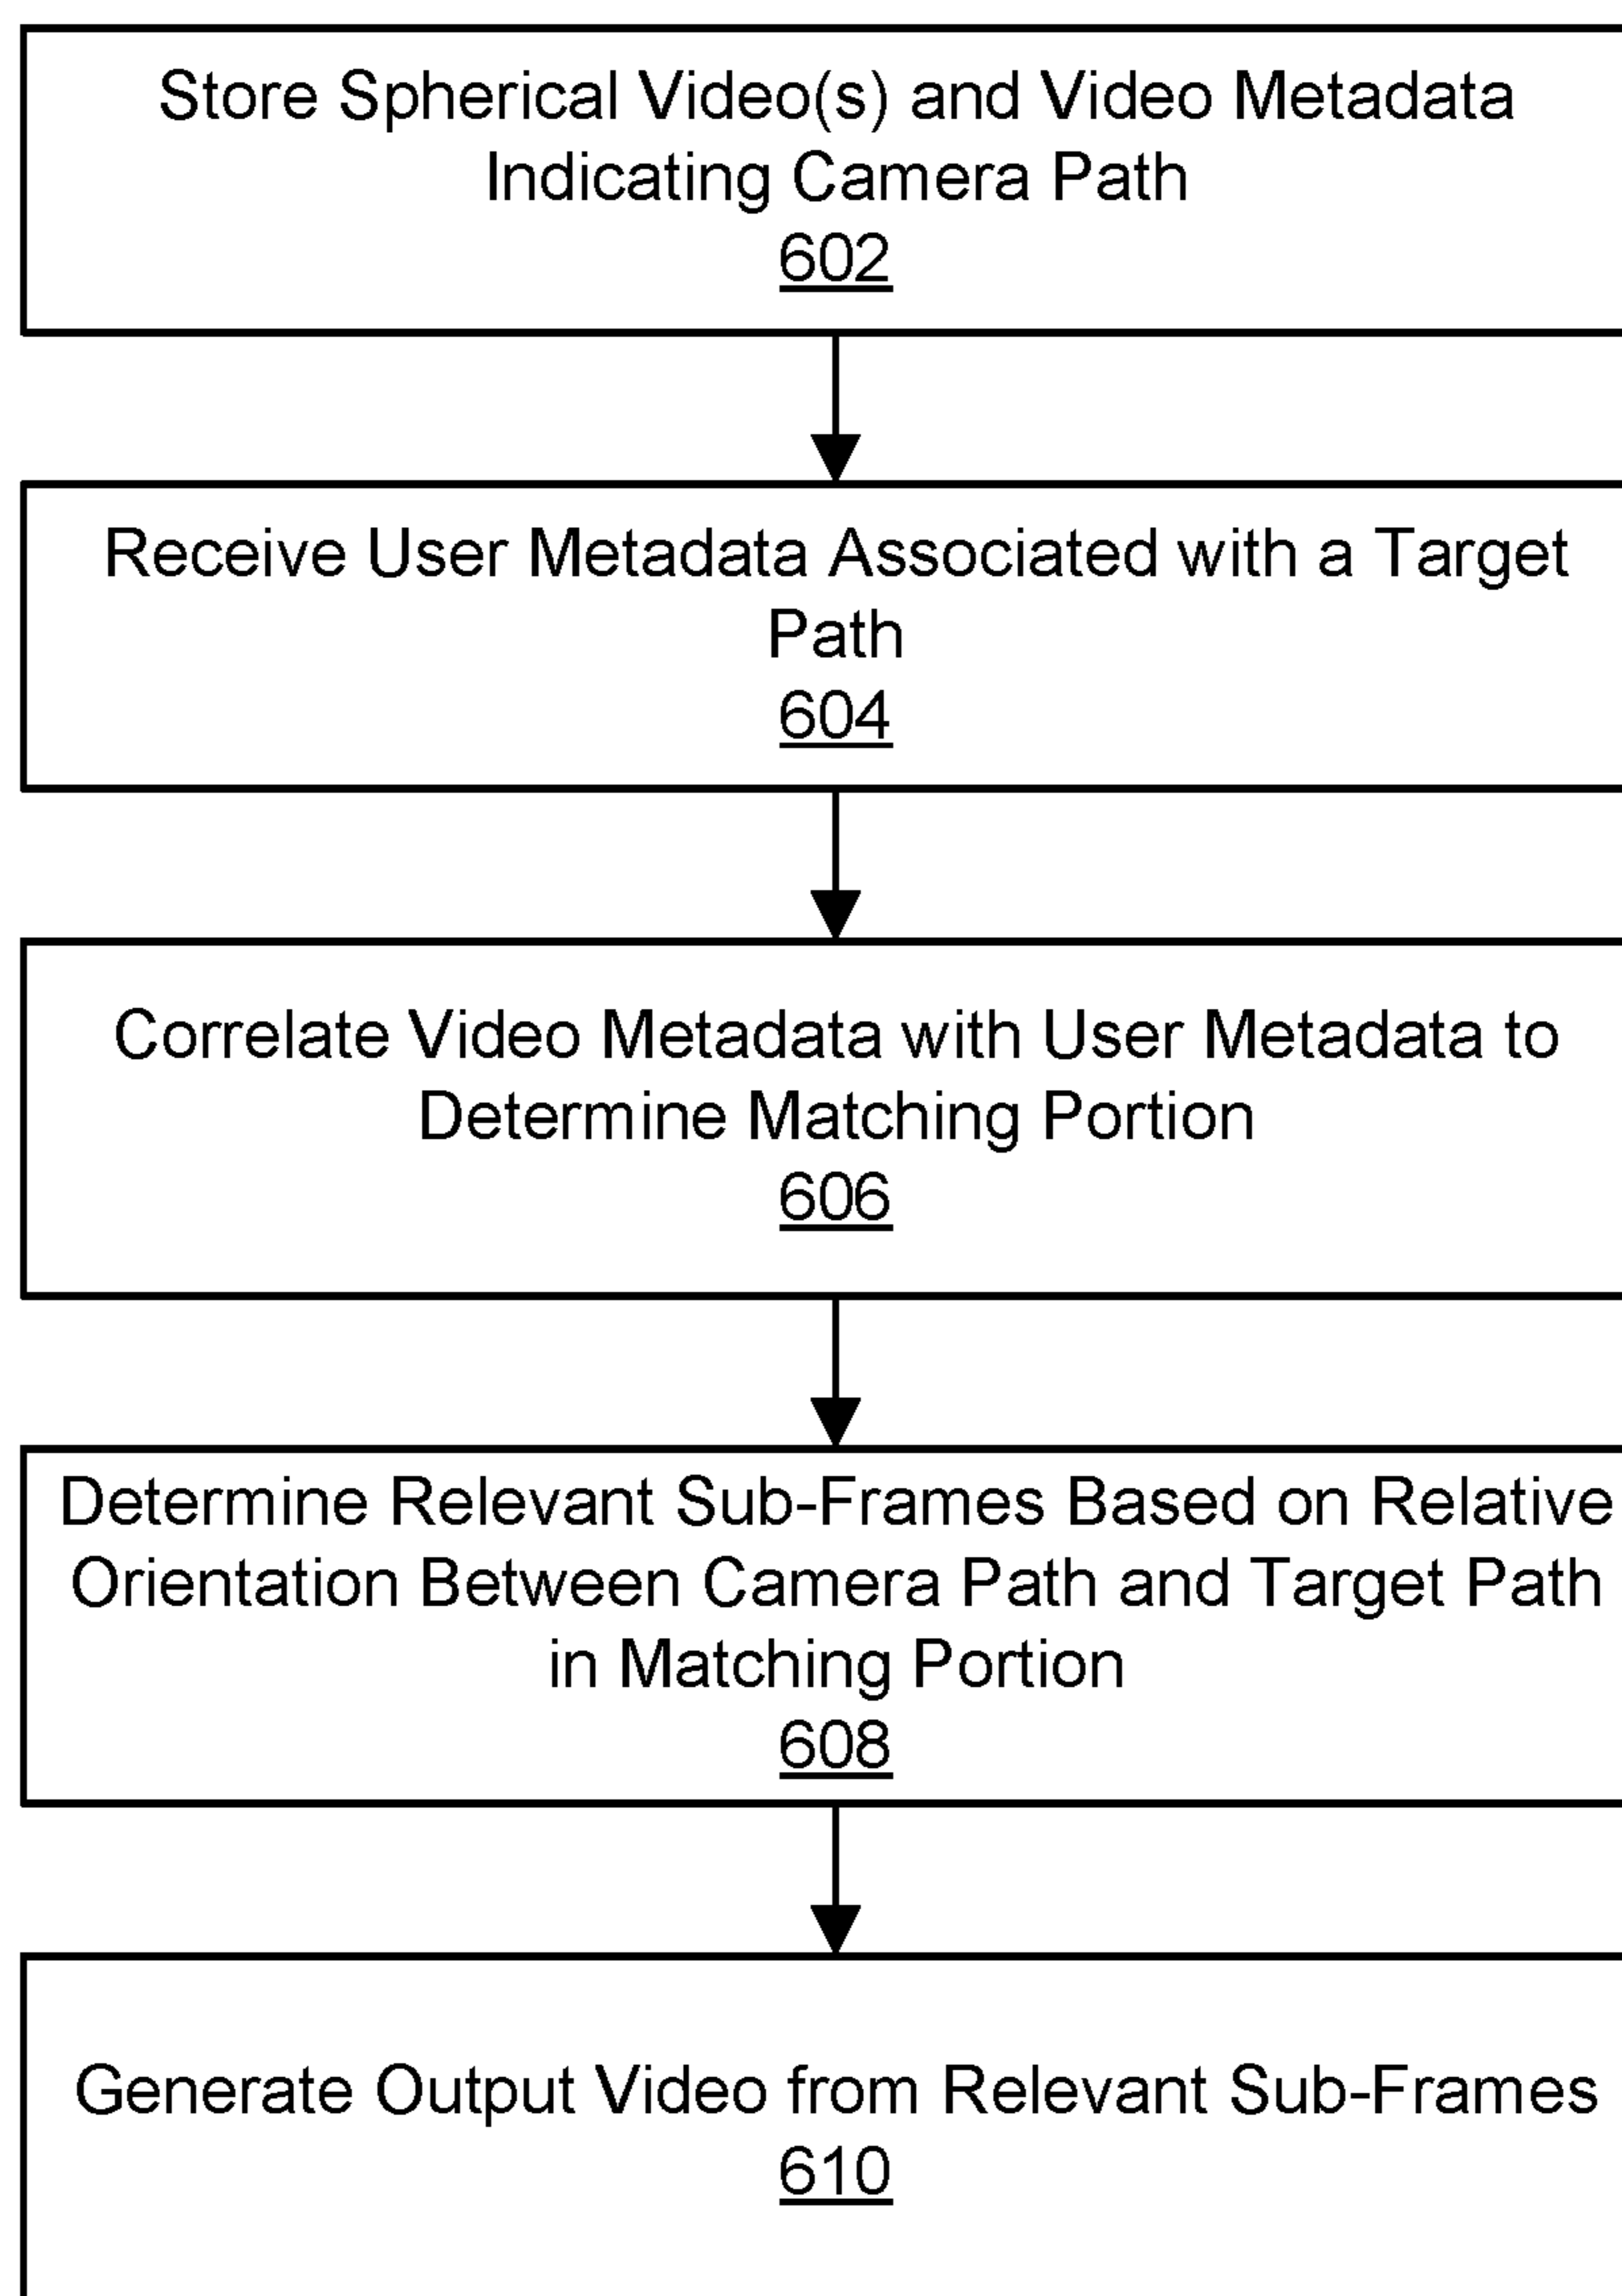 Store Spherical Video(s) and Video Metadata
Indicating Camera Path
602
Receive User Metadata Associated with a Target
Path
604
Correlate Video Metadata with User Metadata to
Determine Matching Portion
606
Determine Relevant Sub-Frames Based on Relative
Orientation Between Camera Path and Target Path
in Matching Portion
608
Generate Output Video from Relevant Sub-Frames
610